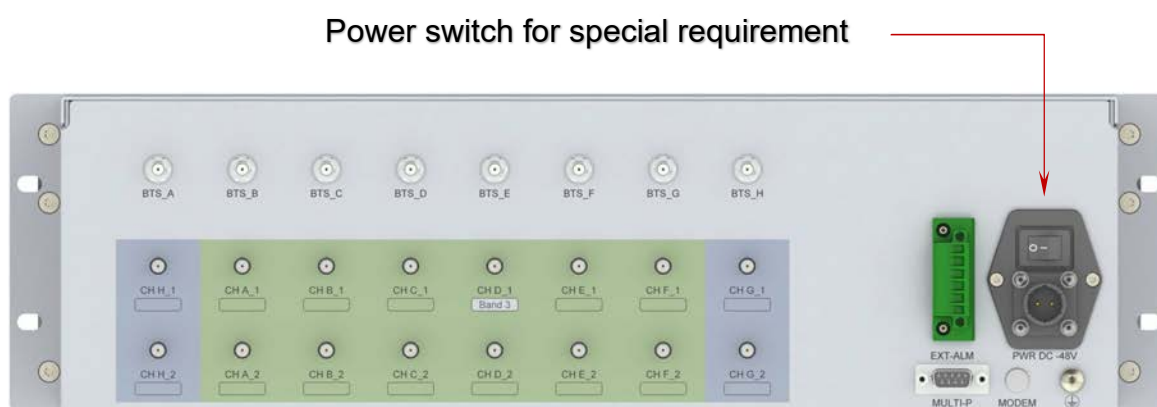 Power switch for special requirement
BTS_A BTS_B BTS_C BTS_D BTS_E BTS_F BTS_G BTS_H
CH H_1 CH A_1 CH B_1 CH C_1 CH D_1 CH E_1 CH F_1 CH G_1
Band 3
CH H_2 CH A_2 CH B_2 CH C_2 CH D_2 CH E_2 CH F_2 CH G_2
EXT-ALM PWR DC -48V
MULTI-P MODEM